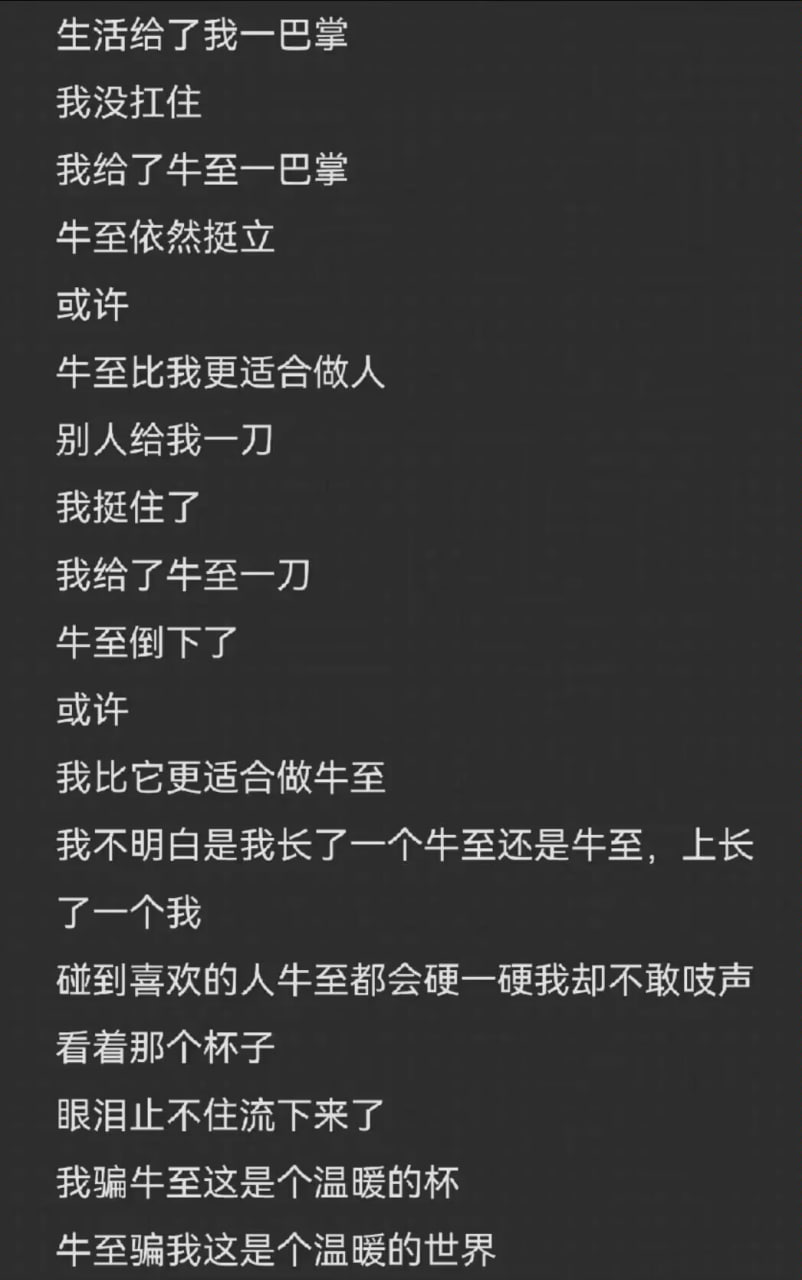 生活给了我一巴掌
我没扛住
我给了牛至一巴掌
牛至依然挺立
或许
牛至比我更适合做人
别人给我一刀
我挺住了
我给了牛至一刀
牛至倒下了
或许
我比它更适合做牛至
我不明白是我长了一个牛至还是牛至，上长
了一个我
碰到喜欢的人牛至都会硬一硬我却不敢吱声
看着那个杯子
眼泪止不住流下来了
我骗牛至这是个温暖的杯
牛至骗我这是个温暖的世界